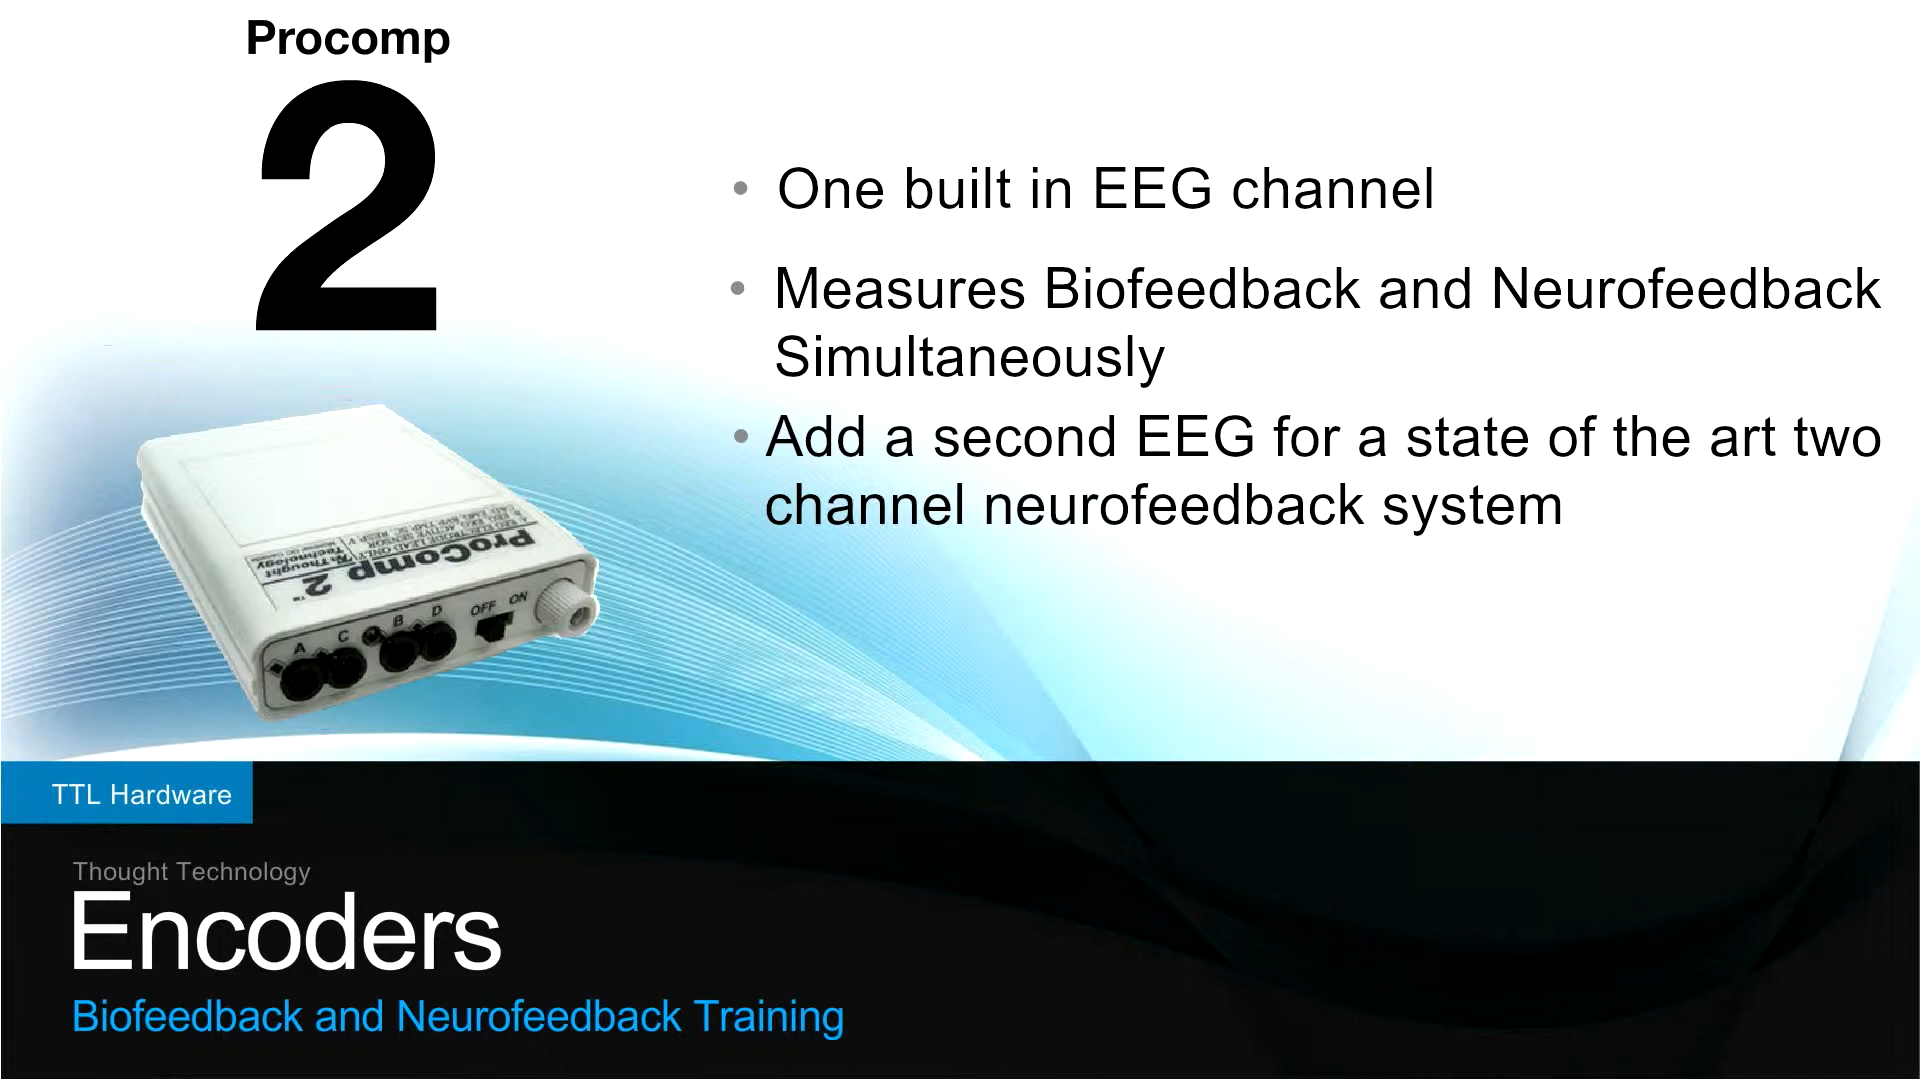 Procomp
2
• One built in EEG channel
• Measures Biofeedback and Neurofeedback
Simultaneously
• Add a second EEG for a state of the art two
channel neurofeedback system
ProComp 2™
Thought
Technology
A C B D OFF ON
TTL Hardware
Thought Technology
Encoders
Biofeedback and Neurofeedback Training